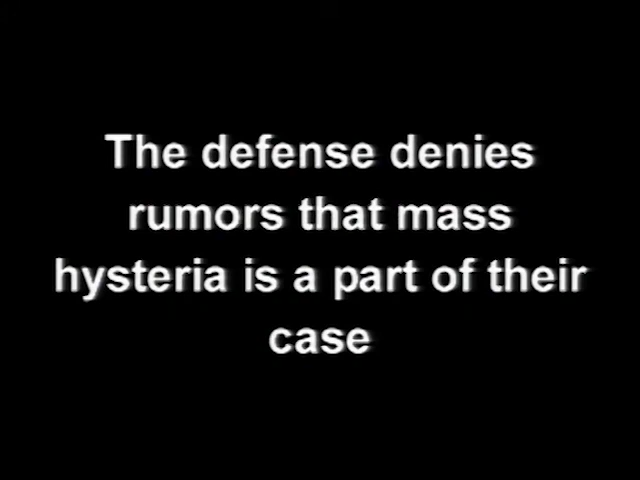 The defense denies
rumors that mass
hysteria is a part of their
case